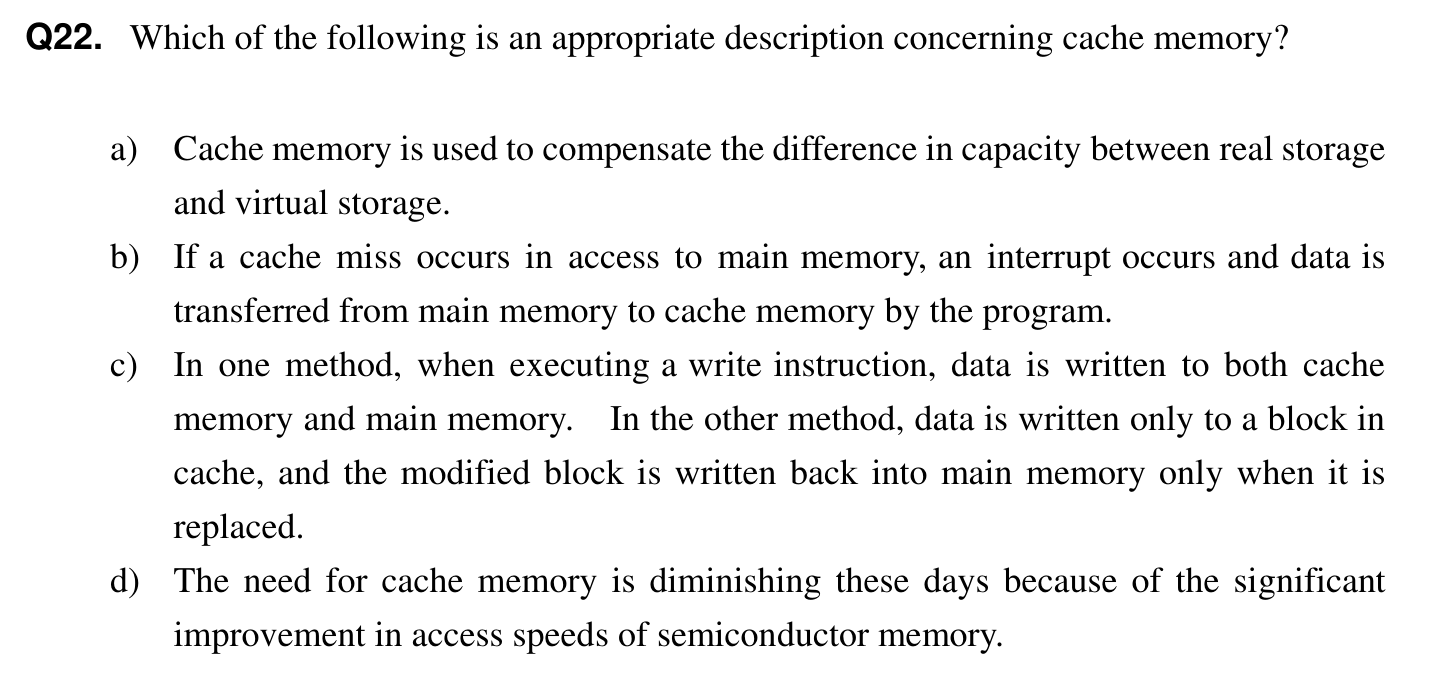 Q22. Which of the following is an appropriate description concerning cache memory?
a) Cache memory is used to compensate the difference in capacity between real storage
and virtual storage.
b) If a cache miss occurs in access to main memory, an interrupt occurs and data is
transferred from main memory to cache memory by the program.
c) In one method, when executing a write instruction, data is written to both cache
memory and main memory. In the other method, data is written only to a block in
cache, and the modified block is written back into main memory only when it is
replaced.
d) The need for cache memory is diminishing these days because of the significant
improvement in access speeds of semiconductor memory.